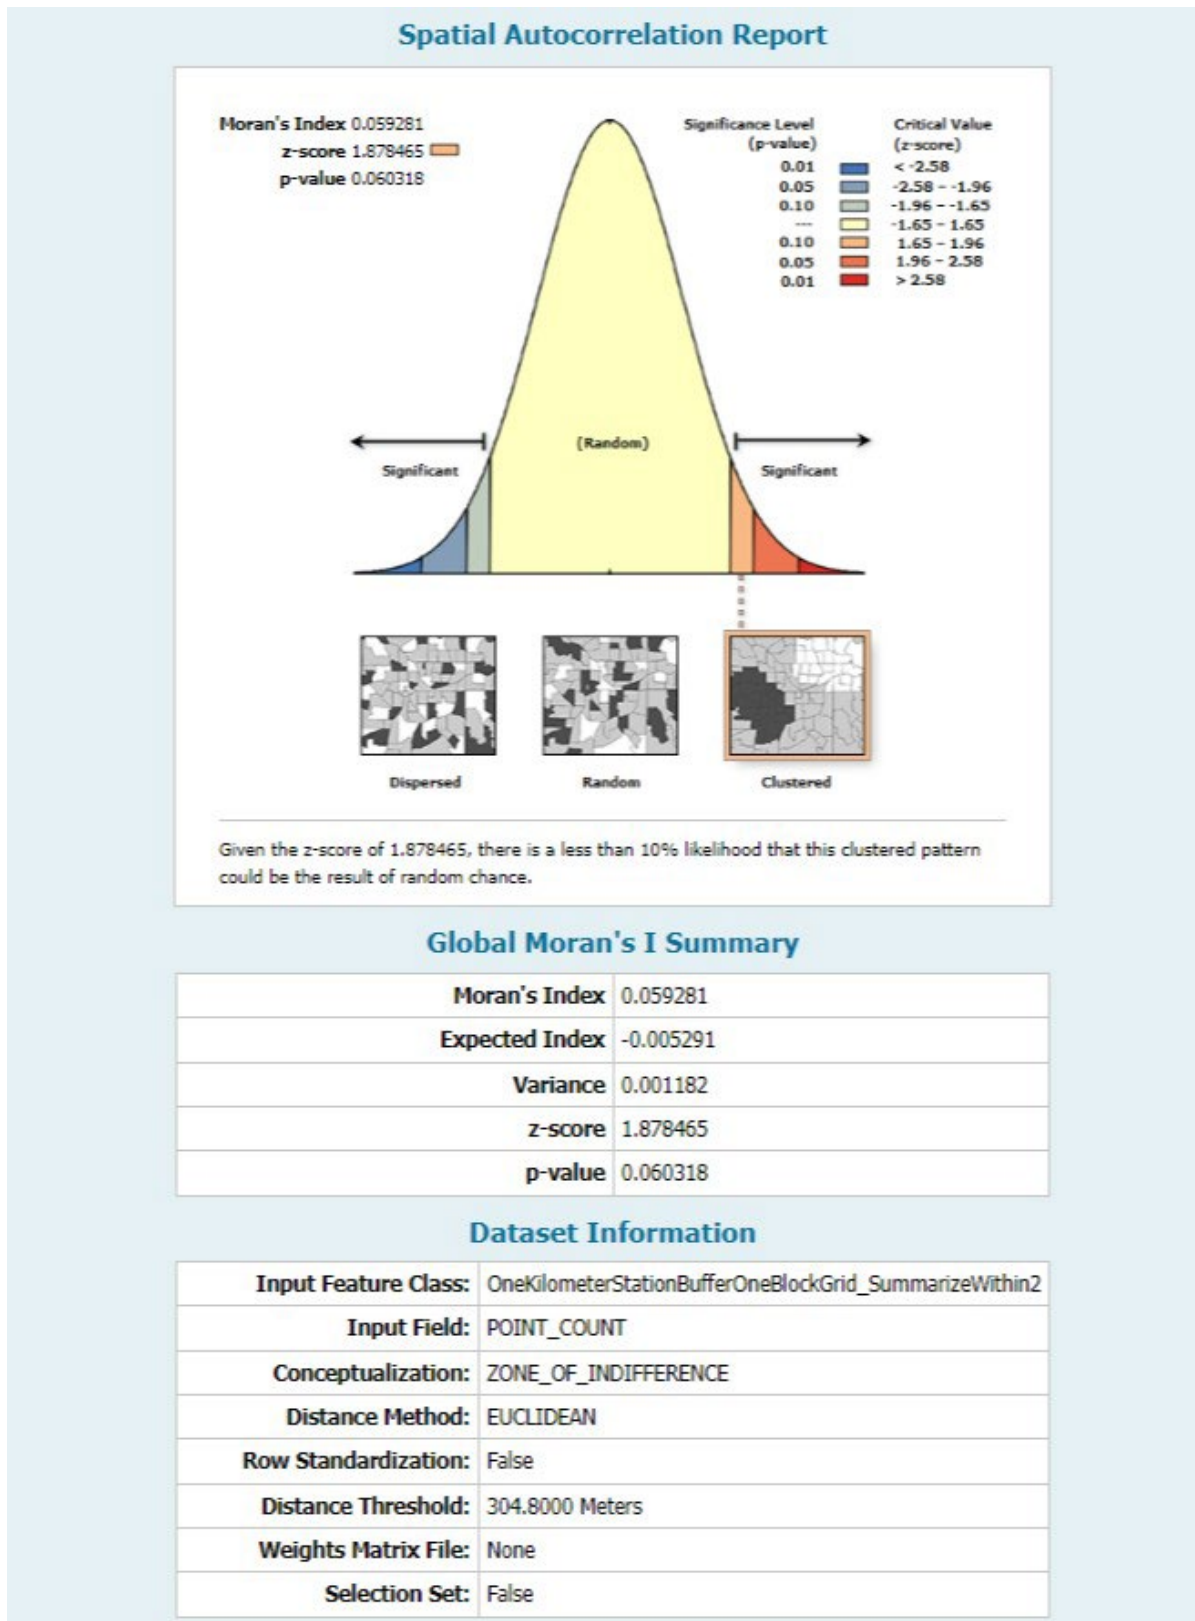 Spatial Autocorrelation Report
Moran's Index 0.059281
z-score 1.878465
p-value 0.060318
Significance Level (p-value) Critical Value (z-score)
0.01 < -2.58
0.05 -2.58 - -1.96
0.10 -1.96 - -1.65
--- -1.65 - 1.65
0.10 1.65 - 1.96
0.05 1.96 - 2.58
0.01 > 2.58
(Random)
Significant Significant
Dispersed Random Clustered
Given the z-score of 1.878465, there is a less than 10% likelihood that this clustered pattern
could be the result of random chance.
Global Moran's I Summary
Moran's Index 0.059281
Expected Index -0.005291
Variance 0.001182
z-score 1.878465
p-value 0.060318
Dataset Information
Input Feature Class: OneKilometerStationBufferOneBlockGrid_SummarizeWithin2
Input Field: POINT_COUNT
Conceptualization: ZONE_OF_INDIFFERENCE
Distance Method: EUCLIDEAN
Row Standardization: False
Distance Threshold: 304.8000 Meters
Weights Matrix File: None
Selection Set: False